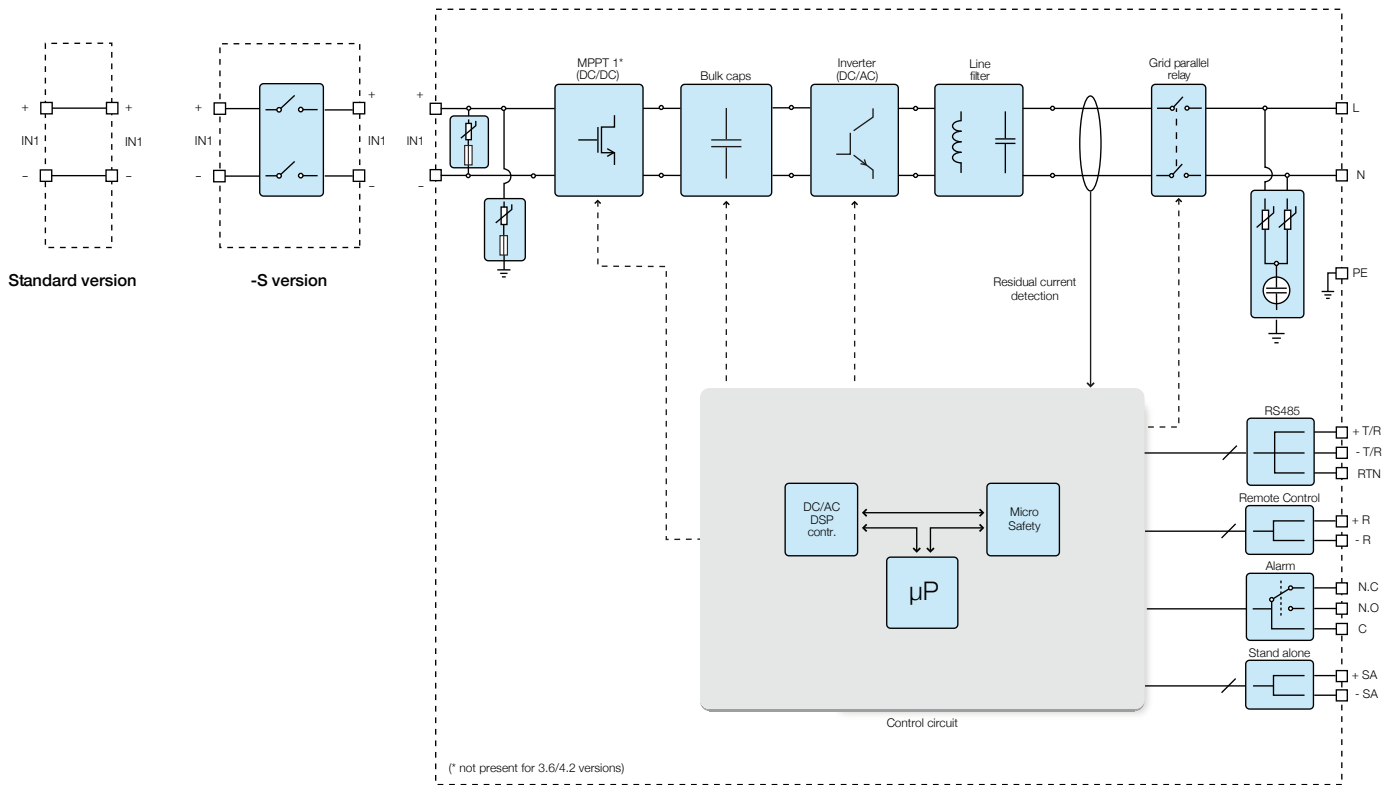 +
+
IN1
IN1
–
–
Standard version
+
+
IN1
IN1
–
–
-S version
+
IN1
–
MPPT 1*
(DC/DC)
Bulk caps
Inverter
(DC/AC)
Line
filter
Grid parallel
relay
L
N
PE
Residual current
detection
DC/AC
DSP
contr.
Micro
Safety
µP
Control circuit
RS485
+ T/R
- T/R
RTN
Remote Control
+ R
- R
Alarm
N.C
N.O
C
Stand alone
+ SA
- SA
(* not present for 3.6/4.2 versions)